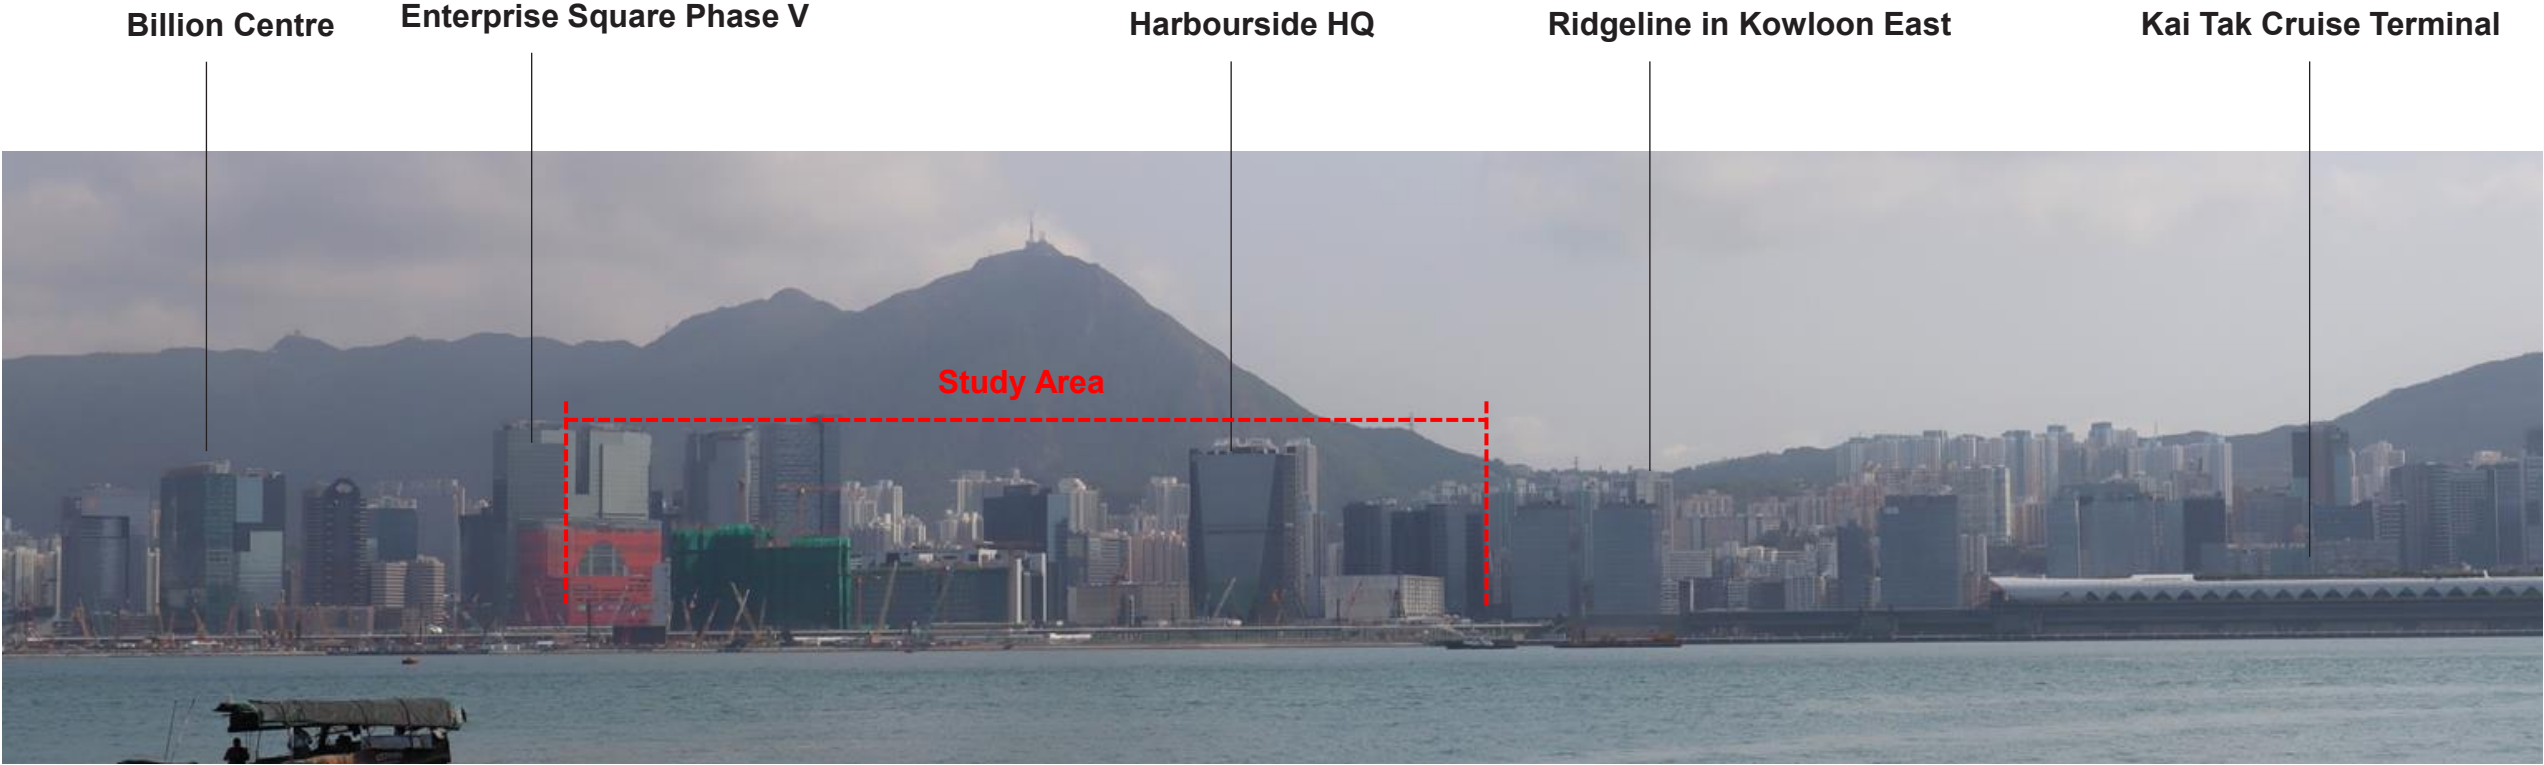 Billion Centre
Enterprise Square Phase V
Harbourside HQ
Ridgeline in Kowloon East
Kai Tak Cruise Terminal
Study Area